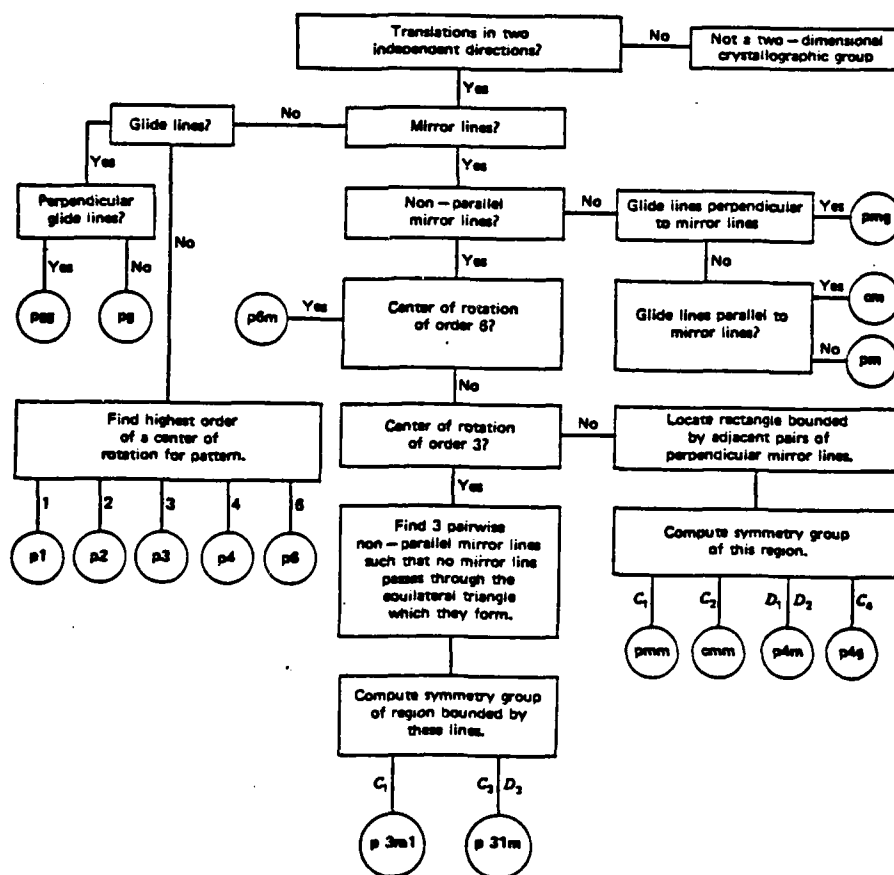 Translations in two
independent directions?
No
Not a two – dimensional
crystallographic group
Yes
Glide lines?
No
Mirror lines?
Yes
Yes
Perpendicular
glide lines?
No
Non – parallel
mirror lines?
No
Glide lines perpendicular
to mirror lines
Yes
pmg
Yes
No
Yes
No
pgg
pg
p6m
Yes
Center of rotation
of order 6?
Glide lines parallel to
mirror lines?
Yes
cm
No
pm
No
Find highest order
of a center of
rotation for pattern.
Center of rotation
of order 3?
No
Locate rectangle bounded
by adjacent pairs of
perpendicular mirror lines.
1 2 3 4 6
p1 p2 p3 p4 p6
Yes
Find 3 pairwise
non – parallel mirror lines
such that no mirror line
passes through the
equilateral triangle
which they form.
Compute symmetry group
of this region.
C₁ C₂ D₁ D₂ C₄
pmm cmm p4m p4g
Compute symmetry group
of region bounded by
these lines.
C₁ C₃ D₃
p 3m1 p 31m